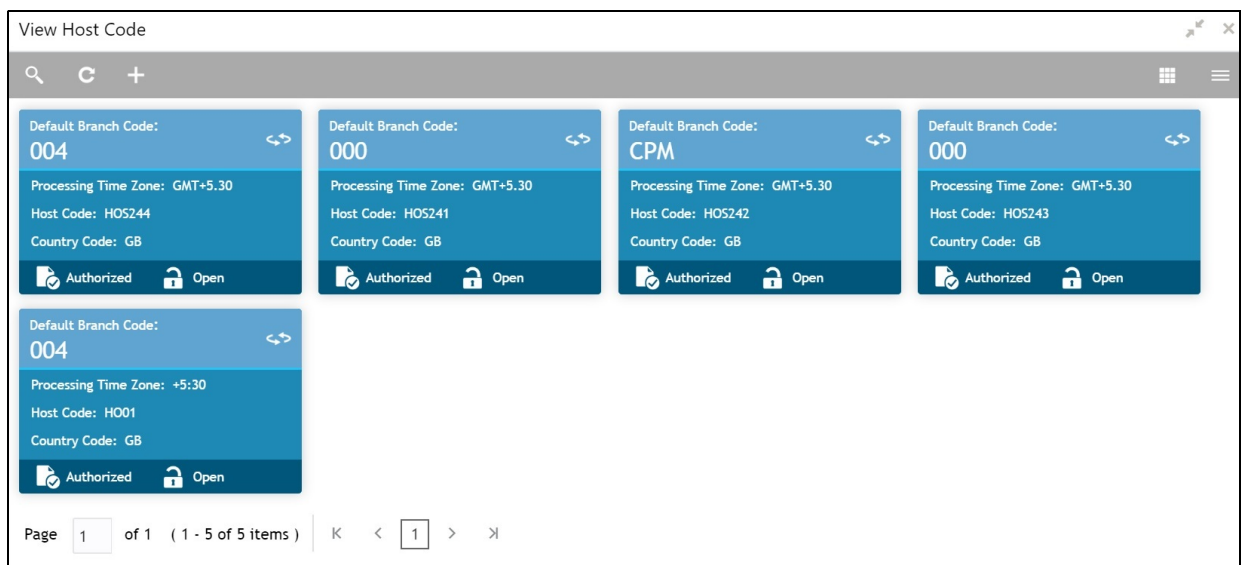 View Host Code
Default Branch Code:
004
Processing Time Zone: GMT+5.30
Host Code: HOS244
Country Code: GB
Authorized Open
Default Branch Code:
000
Processing Time Zone: GMT+5.30
Host Code: HOS241
Country Code: GB
Authorized Open
Default Branch Code:
CPM
Processing Time Zone: GMT+5.30
Host Code: HOS242
Country Code: GB
Authorized Open
Default Branch Code:
000
Processing Time Zone: GMT+5.30
Host Code: HOS243
Country Code: GB
Authorized Open
Default Branch Code:
004
Processing Time Zone: +5:30
Host Code: HO01
Country Code: GB
Authorized Open
Page 1 of 1 ( 1 - 5 of 5 items ) 1